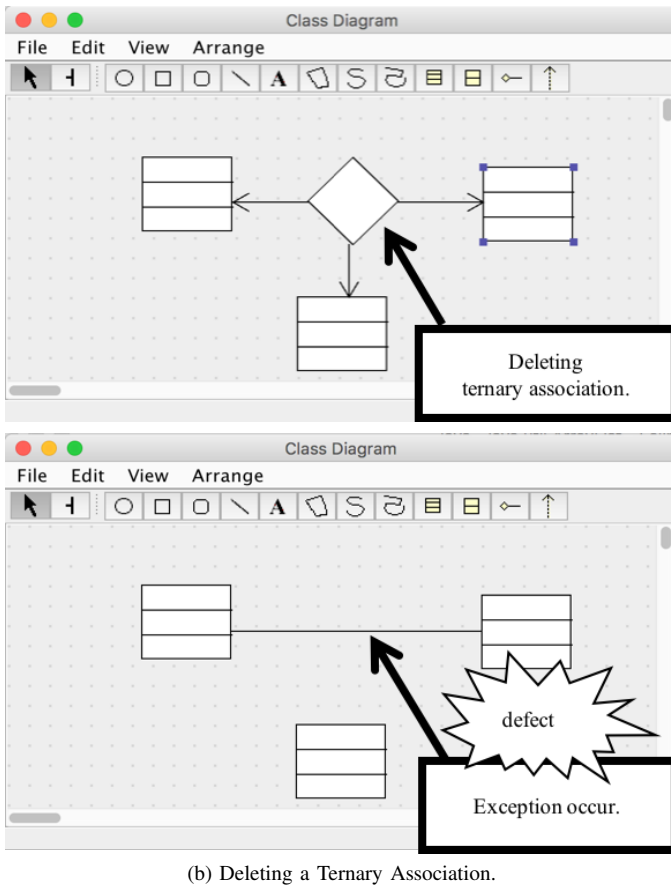 Class Diagram
File Edit View Arrange
A
Deleting
ternary association.
Class Diagram
File Edit View Arrange
A
defect
Exception occur.
(b) Deleting a Ternary Association.